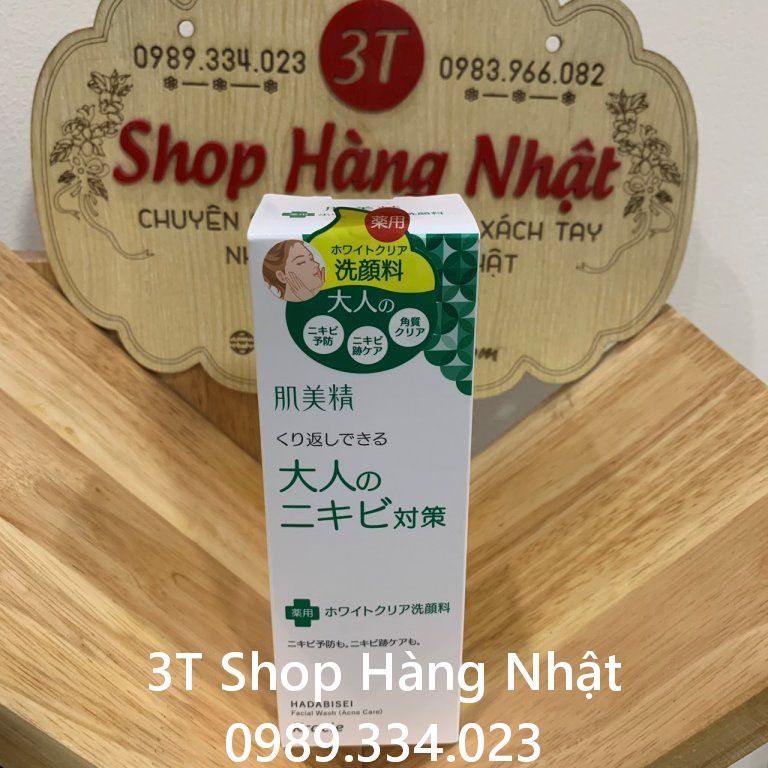 3T
0989.334.023
0983.966.082
Shop Hàng Nhật
CHUYÊN
XÁCH TAY
肌美精
薬用
ホワイトクリア
洗顔料
大人の
ニキビ
予防
ニキビ
跡ケア
角質
クリア
肌美精
くり返しできる
大人の
ニキビ対策
薬用 ホワイトクリア洗顔料
ニキビ予防も、ニキビ跡ケアも、
3T Shop Hàng Nhật
HADABISEI
Facial Wash (Acne Care)
0989.334.023